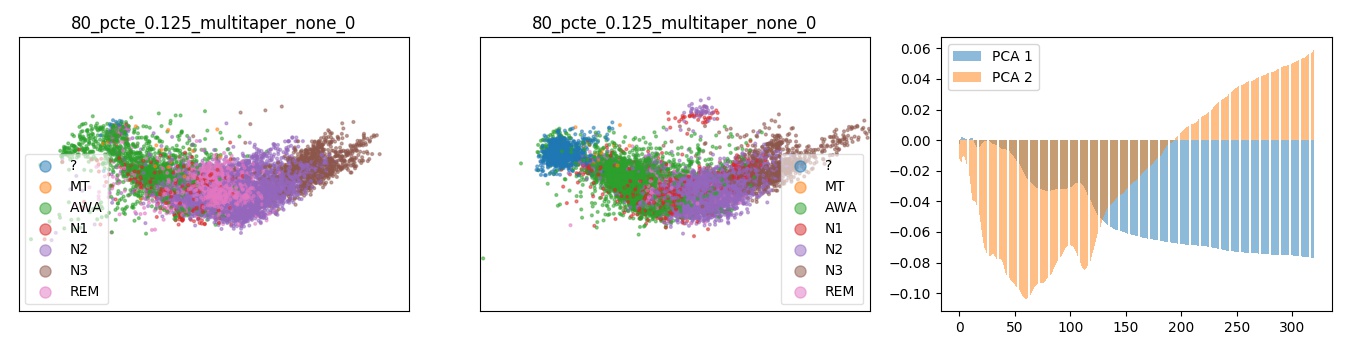 80_pcte_0.125_multitaper_none_0
?
MT
AWA
N1
N2
N3
REM
80_pcte_0.125_multitaper_none_0
?
MT
AWA
N1
N2
N3
REM
PCA 1
PCA 2
0.06
0.04
0.02
0.00
−0.02
−0.04
−0.06
−0.08
−0.10
0
50
100
150
200
250
300